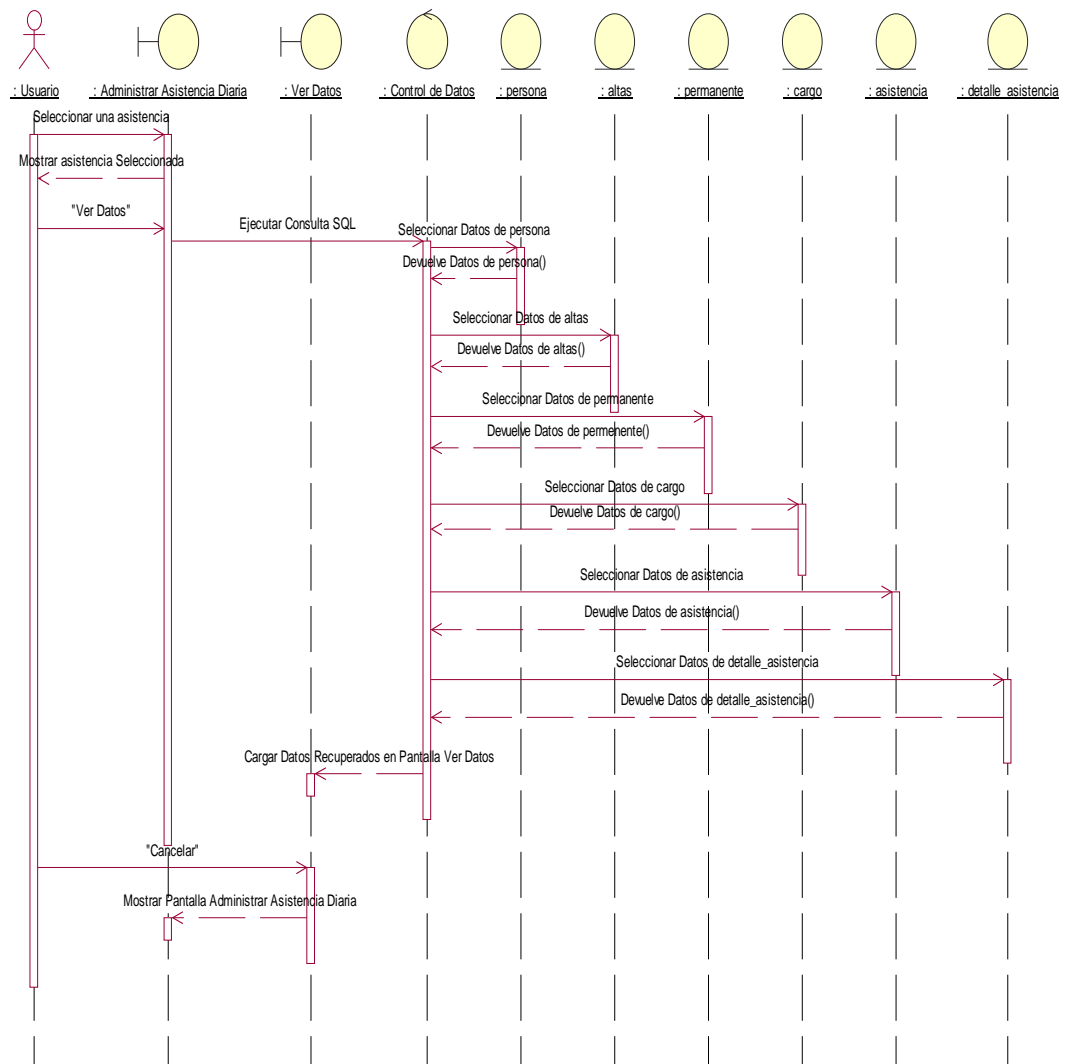 : Usuario
: Administrar Asistencia Diaria
: Ver Datos
: Control de Datos
: persona
: altas
: permanente
: cargo
: asistencia
: detalle_asistencia
Seleccionar una asistencia
Mostrar asistencia Seleccionada
"Ver Datos"
Ejecutar Consulta SQL
Seleccionar Datos de persona
Devuelve Datos de persona()
Seleccionar Datos de altas
Devuelve Datos de altas()
Seleccionar Datos de permanente
Devuelve Datos de permenente()
Seleccionar Datos de cargo
Devuelve Datos de cargo()
Seleccionar Datos de asistencia
Devuelve Datos de asistencia()
Seleccionar Datos de detalle_asistencia
Devuelve Datos de detalle_asistencia()
Cargar Datos Recuperados en Pantalla Ver Datos
"Cancelar"
Mostrar Pantalla Administrar Asistencia Diaria